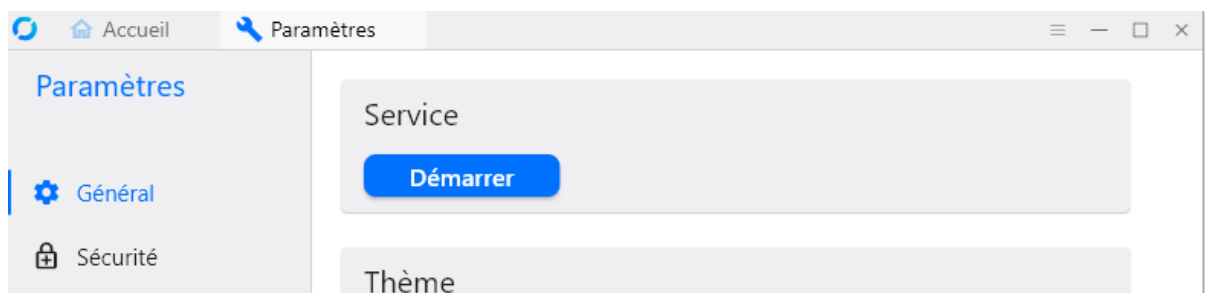 Accueil
Paramètres
Paramètres
Service
Démarrer
Général
Sécurité
Thème